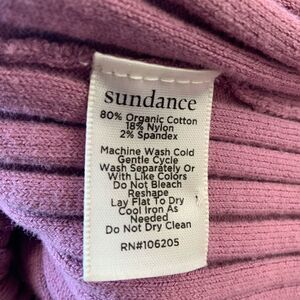 sundance
80% Organic Cotton
18% Nylon
2% Spandex
Machine Wash Cold
Gentle Cycle
Wash Separately Or
With Like Colors
Do Not Bleach
Reshape
Lay Flat To Dry
Cool Iron As
Needed
Do Not Dry Clean
RN#106205